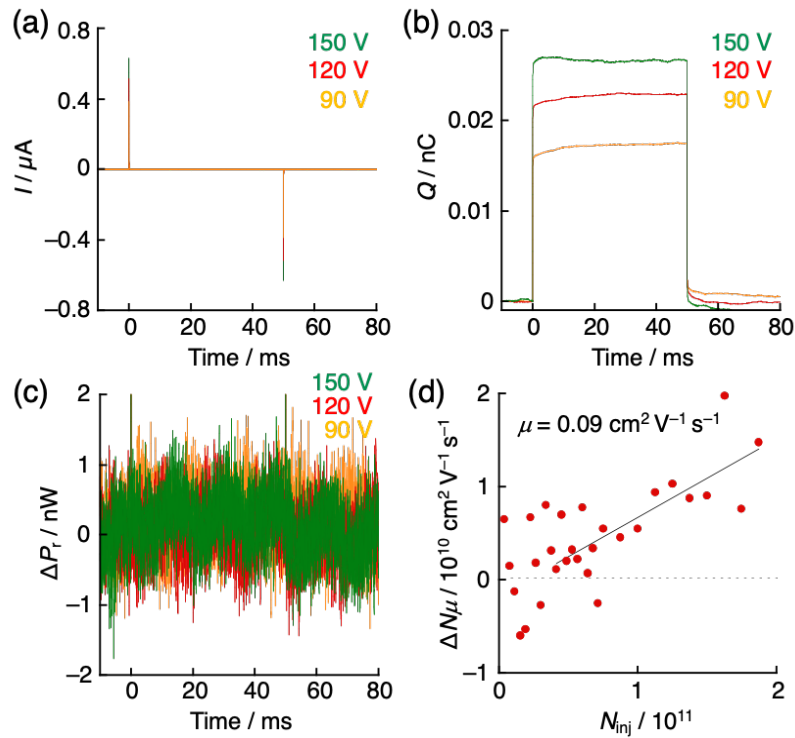 (a)
0.8
0.4
0
–0.4
–0.8
I / μA
150 V
120 V
90 V
0
20
40
60
80
Time / ms
(b)
0.03
0.02
0.01
0
Q / nC
150 V
120 V
90 V
0
20
40
60
80
Time / ms
(c)
2
1
0
–1
–2
ΔPr / nW
150 V
120 V
90 V
0
20
40
60
80
Time / ms
(d)
2
1
0
–1
ΔNμ / 10¹⁰ cm² V⁻¹ s⁻¹
μ = 0.09 cm² V⁻¹ s⁻¹
0
1
2
Ninj / 10¹¹